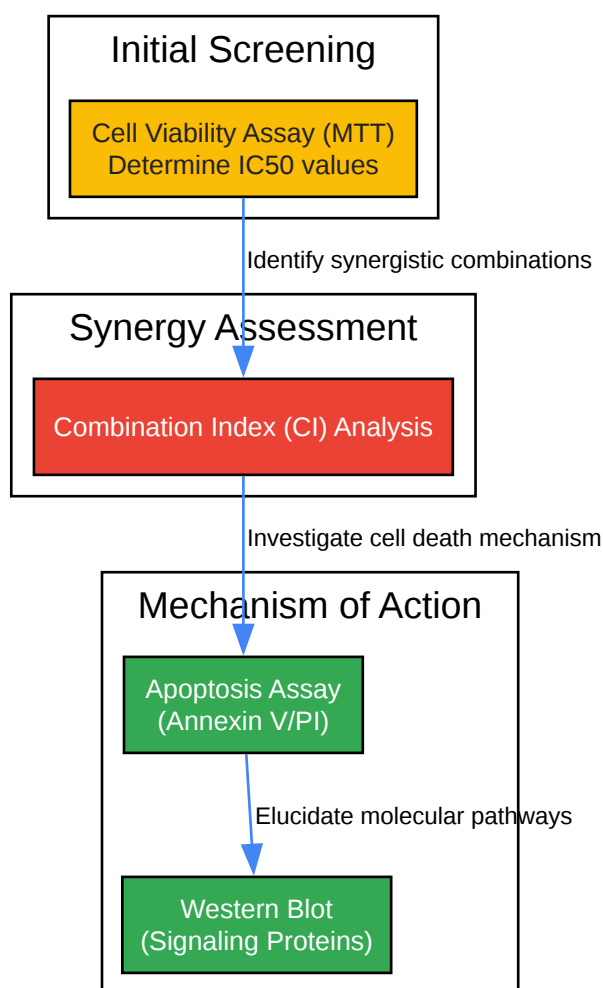 Initial Screening
Cell Viability Assay (MTT)
Determine IC50 values
Identify synergistic combinations
Synergy Assessment
Combination Index (CI) Analysis
Investigate cell death mechanism
Mechanism of Action
Apoptosis Assay
(Annexin V/PI)
Elucidate molecular pathways
Western Blot
(Signaling Proteins)